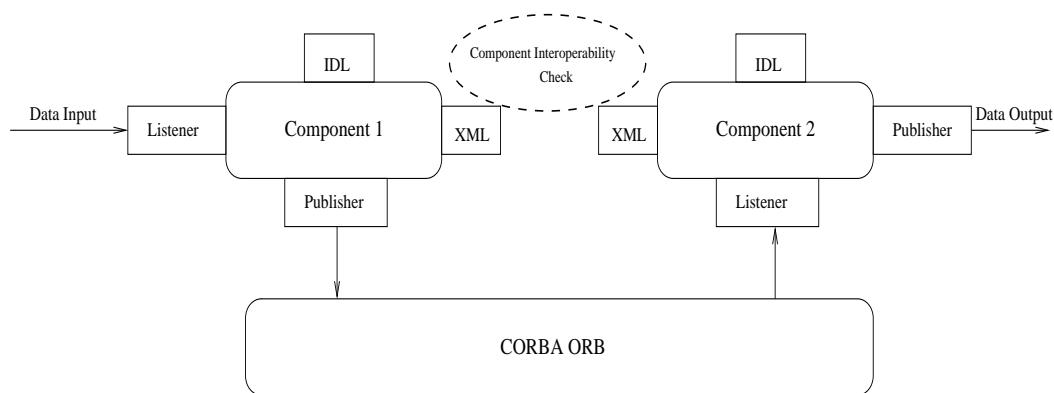 Component Interoperability
Check
IDL
IDL
Data Input
Listener
Component 1
XML
XML
Component 2
Publisher
Data Output
Publisher
Listener
CORBA ORB